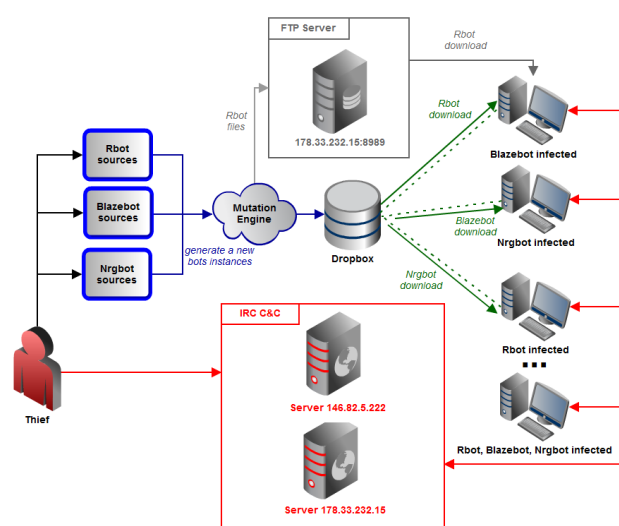 FTP Server
178.33.232.15:8989
Rbot
download
Rbot
files
Rbot
sources
Blazebot
sources
Nrgbot
sources
Mutation
Engine
generate a new
bots instances
Dropbox
Rbot
download
Blazebot
download
Nrgbot
download
Blazebot infected
Nrgbot infected
Rbot infected
Rbot, Blazebot, Nrgbot infected
Thief
IRC C&C
Server 146.82.5.222
Server 178.33.232.15